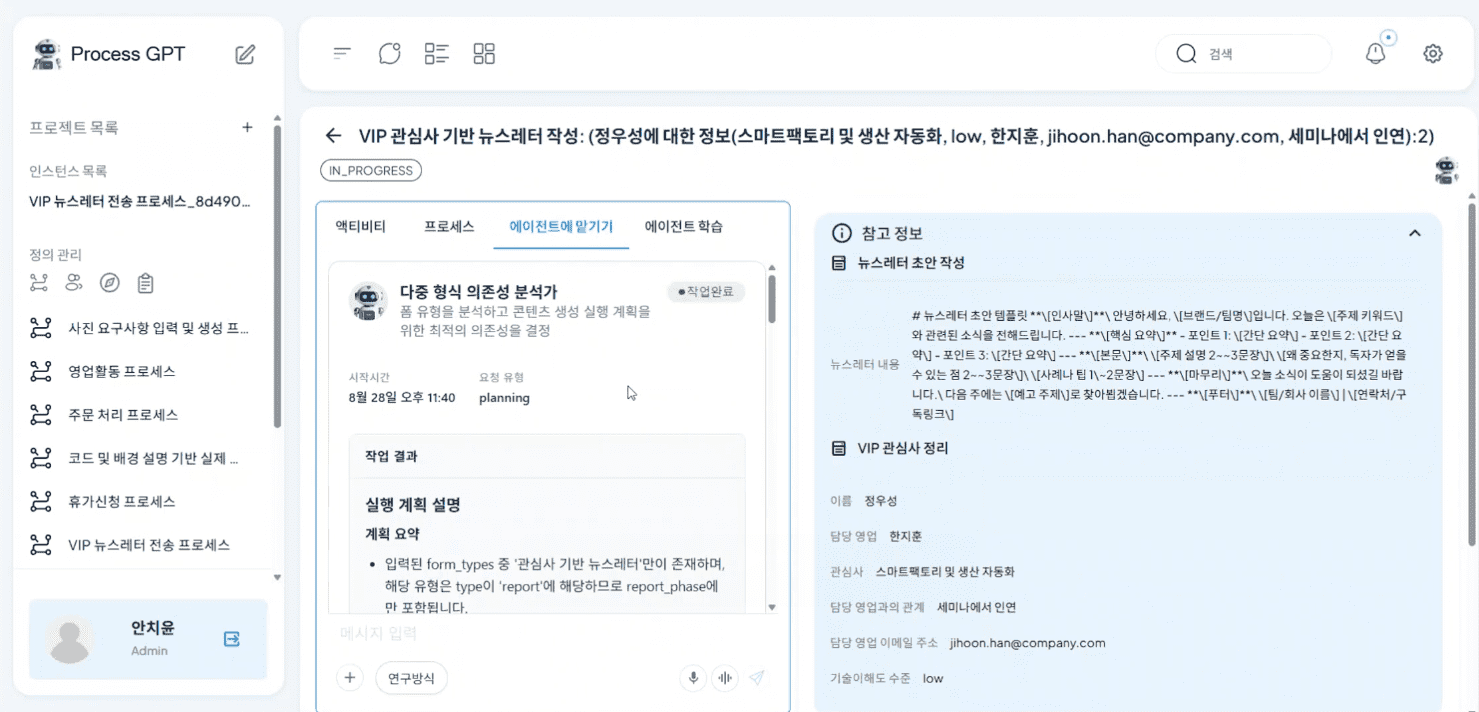 Process GPT
검색
프로젝트 목록
+
인스턴스 목록
VIP 뉴스레터 전송 프로세스_8d490...
정의 관리
사진 요구사항 입력 및 생성 프...
영업활동 프로세스
주문 처리 프로세스
코드 및 배경 설명 기반 실제 ...
휴가신청 프로세스
VIP 뉴스레터 전송 프로세스
안치윤
Admin
VIP 관심사 기반 뉴스레터 작성: (정우성에 대한 정보(스마트팩토리 및 생산 자동화, low, 한지훈, jihoon.han@company.com, 세미나에서 인연):2)
IN_PROGRESS
액티비티 프로세스 에이전트에 맡기기 에이전트 학습
다중 형식 의존성 분석가
작업완료
폼 유형을 분석하고 콘텐츠 생성 실행 계획을
위한 최적의 의존성을 결정
시작시간 요청 유형
8월 28일 오후 11:40 planning
작업 결과
실행 계획 설명
계획 요약
• 입력된 form_types 중 '관심사 기반 뉴스레터'만이 존재하며,
해당 유형은 type이 'report'에 해당하므로 report_phase에
만 포함됩니다.
메시지 입력
+ 연구방식
참고 정보
뉴스레터 초안 작성
뉴스레터 내용
# 뉴스레터 초안 템플릿 **\[인사말\]**\ 안녕하세요, \[브랜드/팀명\]입니다. 오늘은 \[주제 키워드\]
와 관련된 소식을 전해드립니다. --- **\[핵심 요약\]** - 포인트 1: \[간단 요약\] - 포인트 2: \[간단 요
약\] - 포인트 3: \[간단 요약\] --- **\[본문\]**\ \[주제 설명 2~~3문장\]\ \[왜 중요한지, 독자가 얻을
수 있는 점 2~~3문장\]\ \[사례나 팁 1\~2문장\] --- **\[마무리\]**\ 오늘 소식이 도움이 되셨길 바랍
니다.\ 다음 주에는 \[예고 주제\]로 찾아뵙겠습니다. --- **\[푸터\]**\ \[팀/회사 이름\] | \[연락처/구
독링크\]
VIP 관심사 정리
이름 정우성
담당 영업 한지훈
관심사 스마트팩토리 및 생산 자동화
담당 영업과의 관계 세미나에서 인연
담당 영업 이메일 주소 jihoon.han@company.com
기술이해도 수준 low